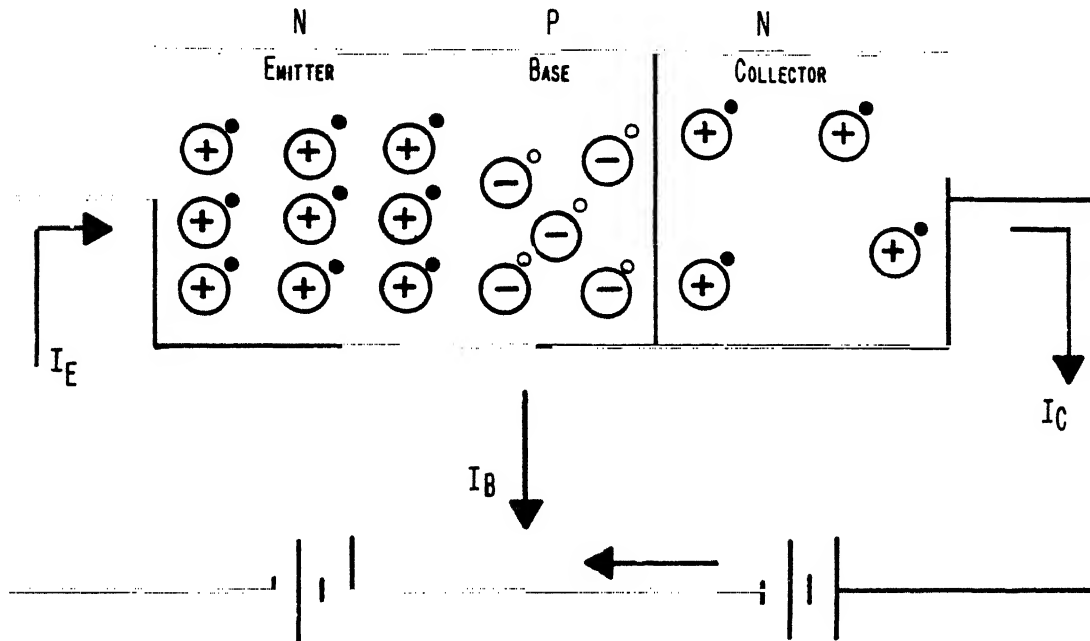 N P N
EMITTER BASE COLLECTOR
I_E
I_C
I_B